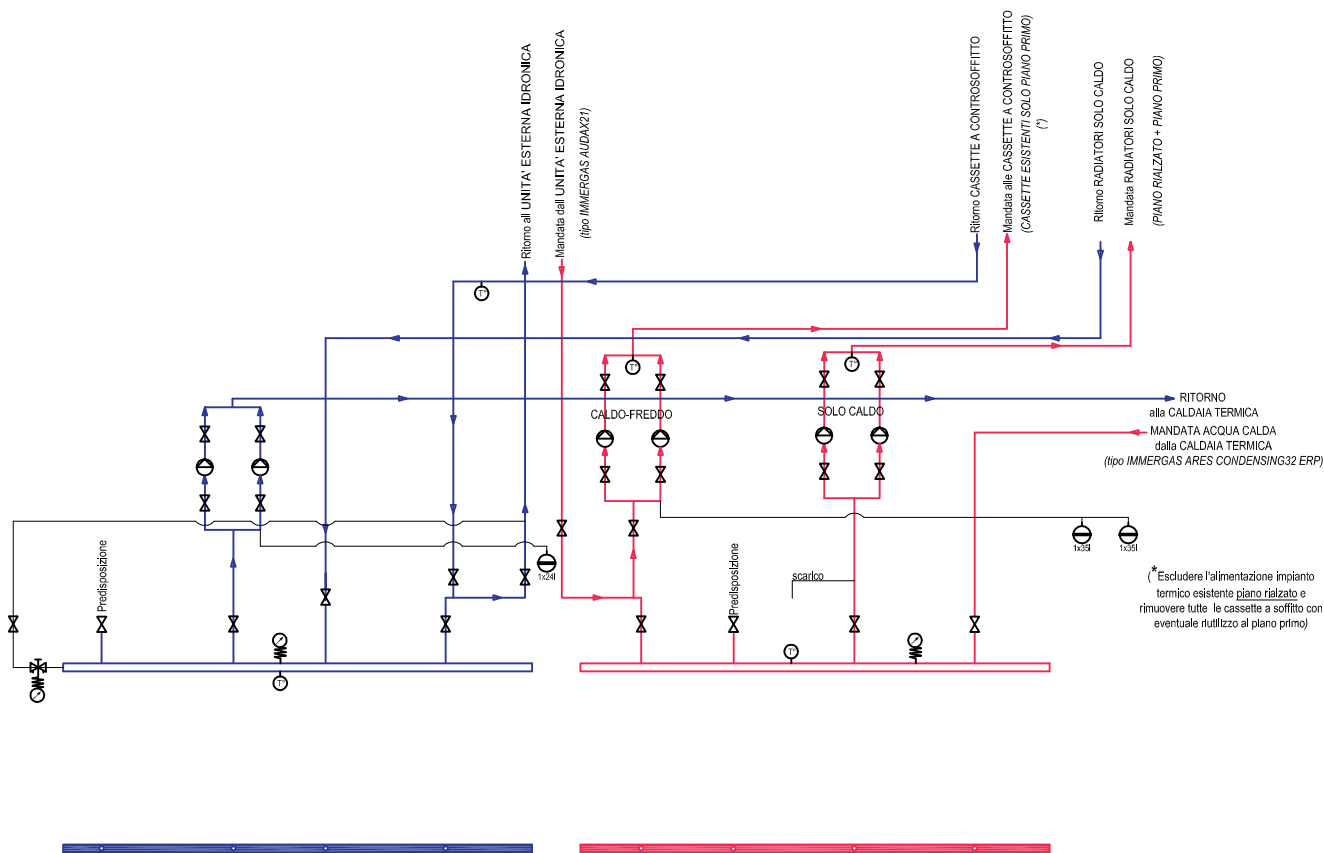 Ritorno all UNITA' ESTERNA IDRONICA
Mandata dall UNITA' ESTERNA IDRONICA
(tipo IMMERGAS AUDAX21)
Ritorno CASSETTE A CONTROSOFFITTO
Mandata alle CASSETTE A CONTROSOFFITTO
(CASSETTE ESISTENTI SOLO PIANO PRIMO)
(*)
Ritorno RADIATORI SOLO CALDO
Mandata RADIATORI SOLO CALDO
(PIANO RIALZATO + PIANO PRIMO)
T°
T°
T°
CALDO-FREDDO
SOLO CALDO
RITORNO
alla CALDAIA TERMICA
MANDATA ACQUA CALDA
dalla CALDAIA TERMICA
(tipo IMMERGAS ARES CONDENSING32 ERP)
1x24l
1x35l
1x35l
Predisposizione
Predisposizione
scarico
(*Escludere l'alimentazione impianto
termico esistente piano rialzato e
rimuovere tutte le cassette a soffitto con
eventuale riutilizzo al piano primo)
T°
T°